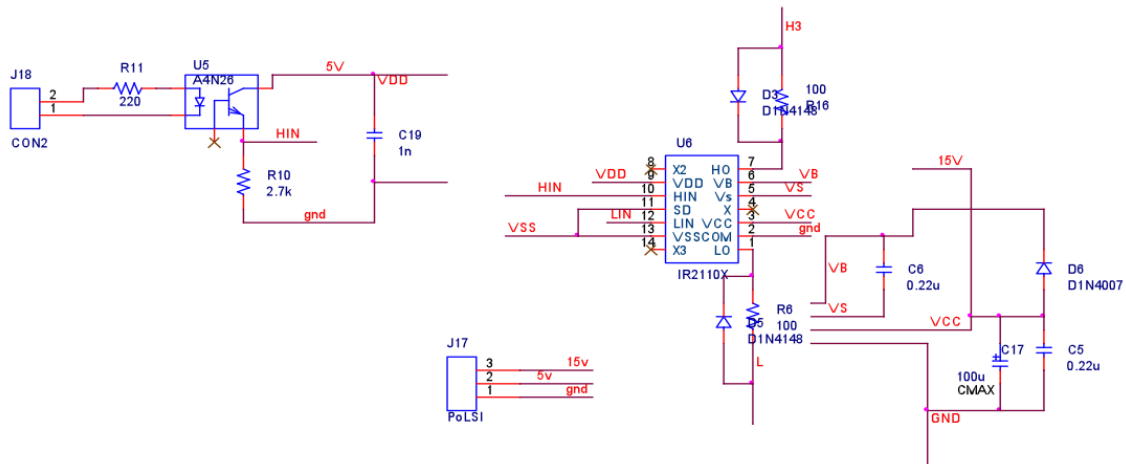 H3
J18
2
1
CON2
R11
220
U5
A4N26
5V
VDD
HIN
C19
1n
R10
2.7k
gnd
D3
D1N4148
100
R16
U6
VDD
HIN
LIN
VSS
8 X2 HO 7
9 VDD VB 6
10 HIN Vs 5
11 SD X 4
12 LIN VCC 3
13 VSS COM 2
14 X3 LO 1
IR2110X
VB
VS
VCC
gnd
15V
VB
VS
VCC
C6
0.22u
D6
D1N4007
C17
100u
CMAX
C5
0.22u
GND
D5
D1N4148
R6
100
L
J17
3 15v
2 5v
1 gnd
PoLSI